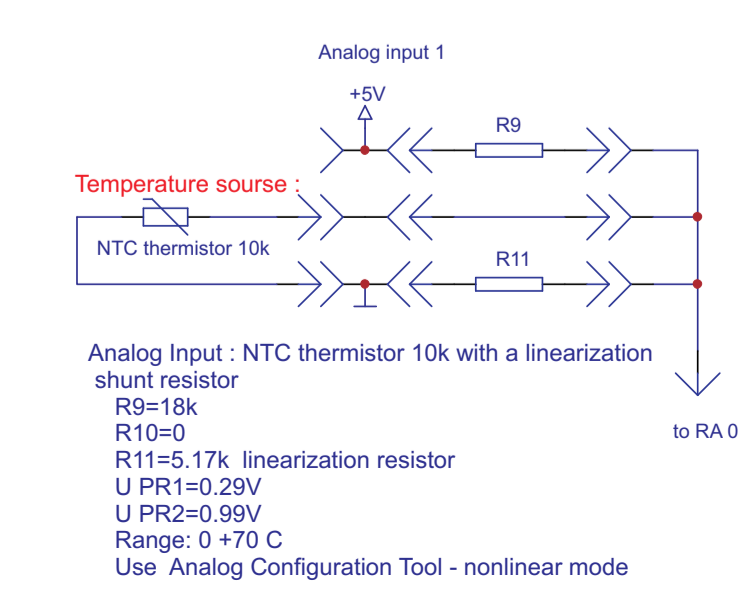 Analog input 1
+5V
R9
Temperature sourse :
NTC thermistor 10k
R11
Analog Input : NTC thermistor 10k with a linearization
shunt resistor
R9=18k
R10=0
R11=5.17k linearization resistor
U PR1=0.29V
U PR2=0.99V
Range: 0 +70 C
Use Analog Configuration Tool - nonlinear mode
to RA 0